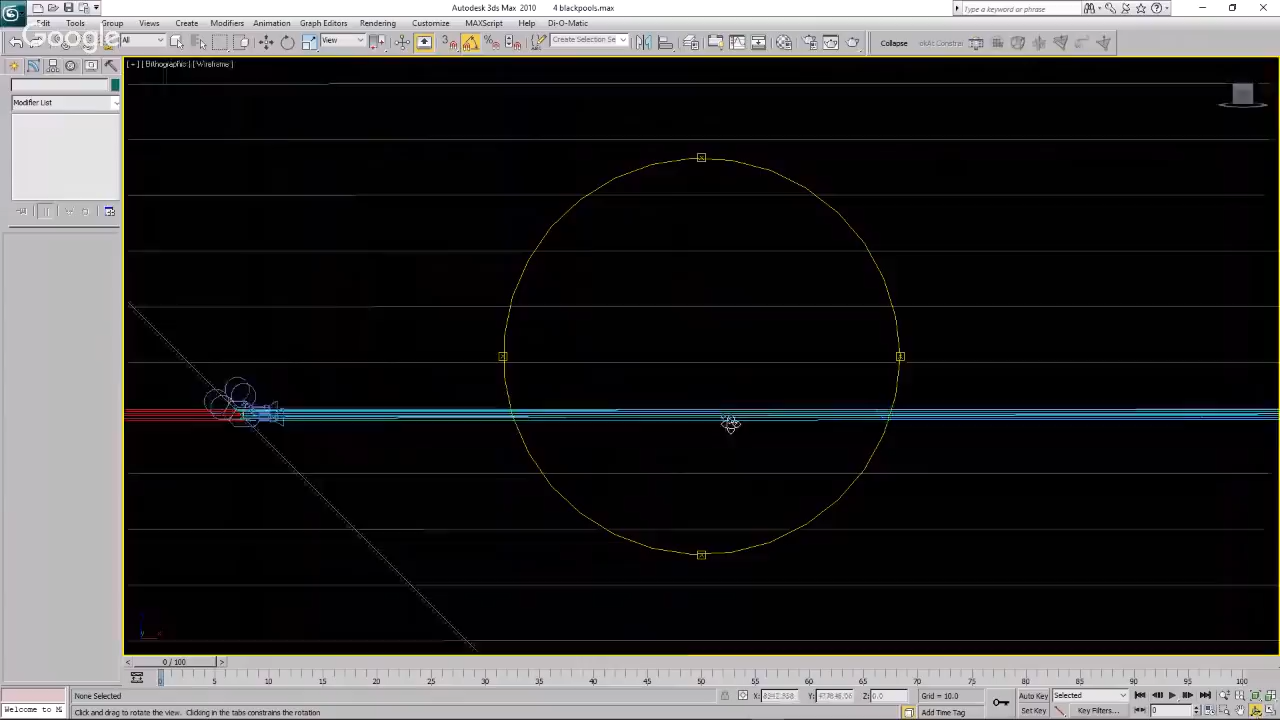 Autodesk 3ds Max 2010 4 blackpools.max
Type a keyword or phrase
Edit Tools Group Views Create Modifiers Animation Graph Editors Rendering Customize MAXScript Help Di-O-Matic
Google
All View Create Selection Se Collapse
[ + ] [ Orthographic ] [ Wireframe ]
Modifier List
y x
0 / 100
5 10 15 20 25 30 35 40 45 50 55 60 65 70 75 80 85 90 95 100
None Selected X: Y: Z: 0.0 Grid = 10.0 Auto Key Selected
Welcome to M Click and drag to rotate the view. Clicking in the tabs constrains the rotation Add Time Tag Set Key Key Filters... 0